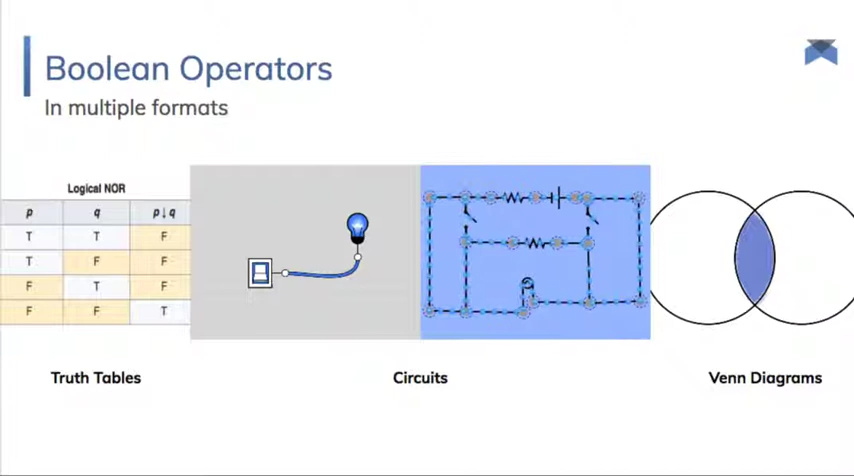 Boolean Operators
In multiple formats
Logical NOR
p q p↓q
T T F
T F F
F T F
F F T
Truth Tables
Circuits
Venn Diagrams